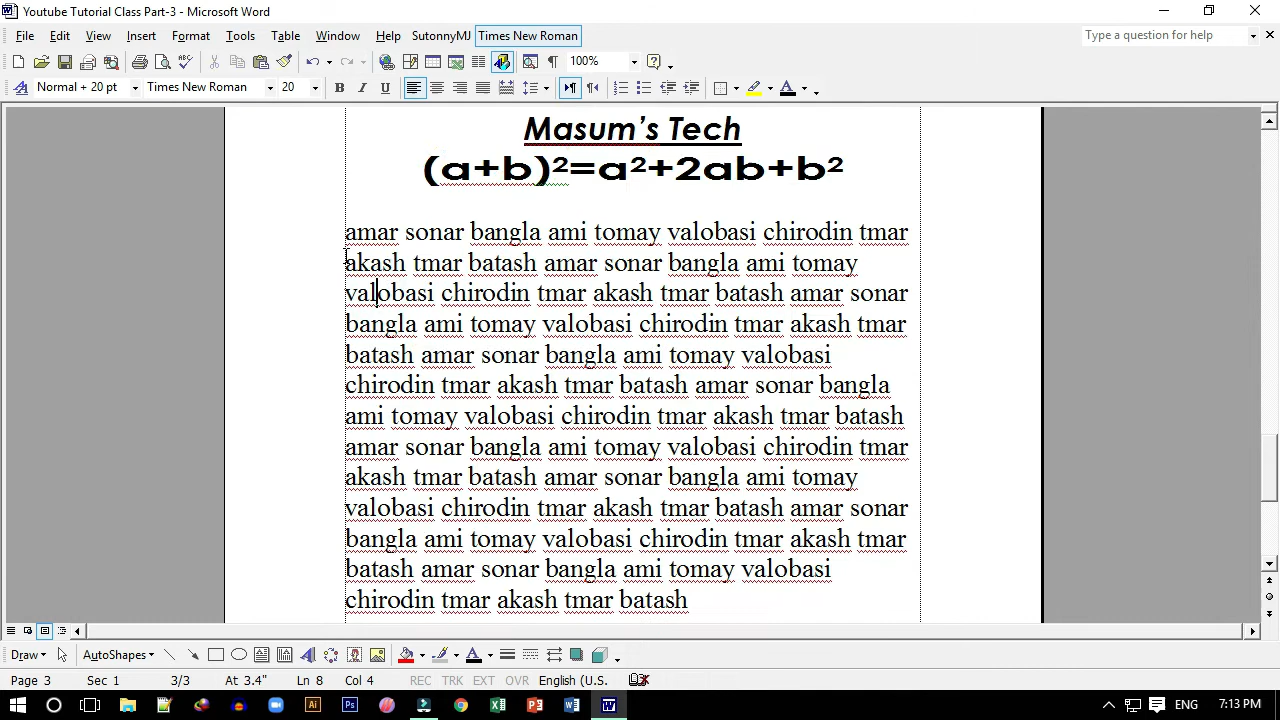 Youtube Tutorial Class Part-3 - Microsoft Word
File Edit View Insert Format Tools Table Window Help SutonnyMJ Times New Roman Type a question for help
100%
Normal + 20 pt Times New Roman 20 B I U
Masum's Tech
(a+b)²=a²+2ab+b²
amar sonar bangla ami tomay valobasi chirodin tmar
akash tmar batash amar sonar bangla ami tomay
valobasi chirodin tmar akash tmar batash amar sonar
bangla ami tomay valobasi chirodin tmar akash tmar
batash amar sonar bangla ami tomay valobasi
chirodin tmar akash tmar batash amar sonar bangla
ami tomay valobasi chirodin tmar akash tmar batash
amar sonar bangla ami tomay valobasi chirodin tmar
akash tmar batash amar sonar bangla ami tomay
valobasi chirodin tmar akash tmar batash amar sonar
bangla ami tomay valobasi chirodin tmar akash tmar
batash amar sonar bangla ami tomay valobasi
chirodin tmar akash tmar batash
Draw AutoShapes
Page 3 Sec 1 3/3 At 3.4" Ln 8 Col 4 REC TRK EXT OVR English (U.S.
ENG 7:13 PM